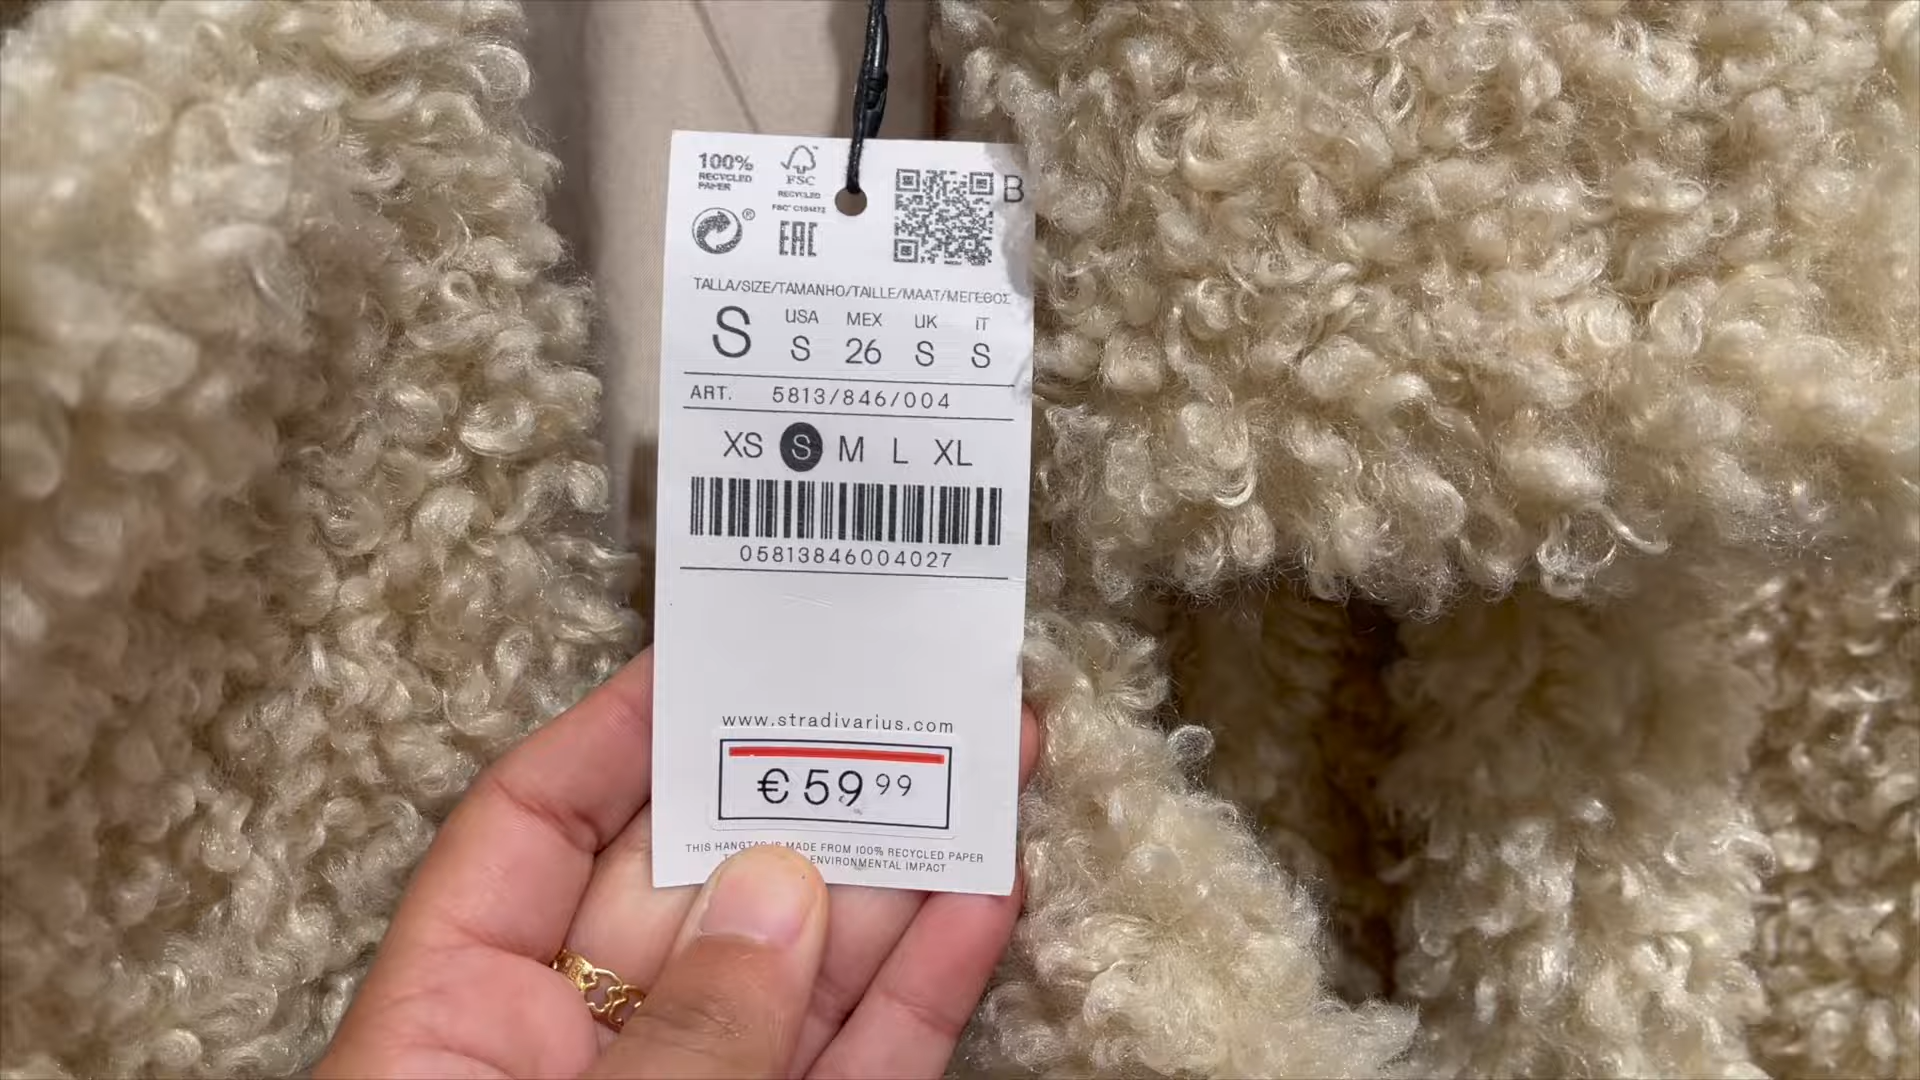 100%
RECYCLED
PAPER
FSC
RECYCLED
FSC® C104672
®
EAC
B
TALLA/SIZE/TAMANHO/TAILLE/MAAT/ΜΕΓΕΘΟΣ
S
USA MEX UK IT
S 26 S S
ART. 5813/846/004
XS S M L XL
05813846004027
www.stradivarius.com
€ 59 99
THIS HANGTAG IS MADE FROM 100% RECYCLED PAPER
ENVIRONMENTAL IMPACT